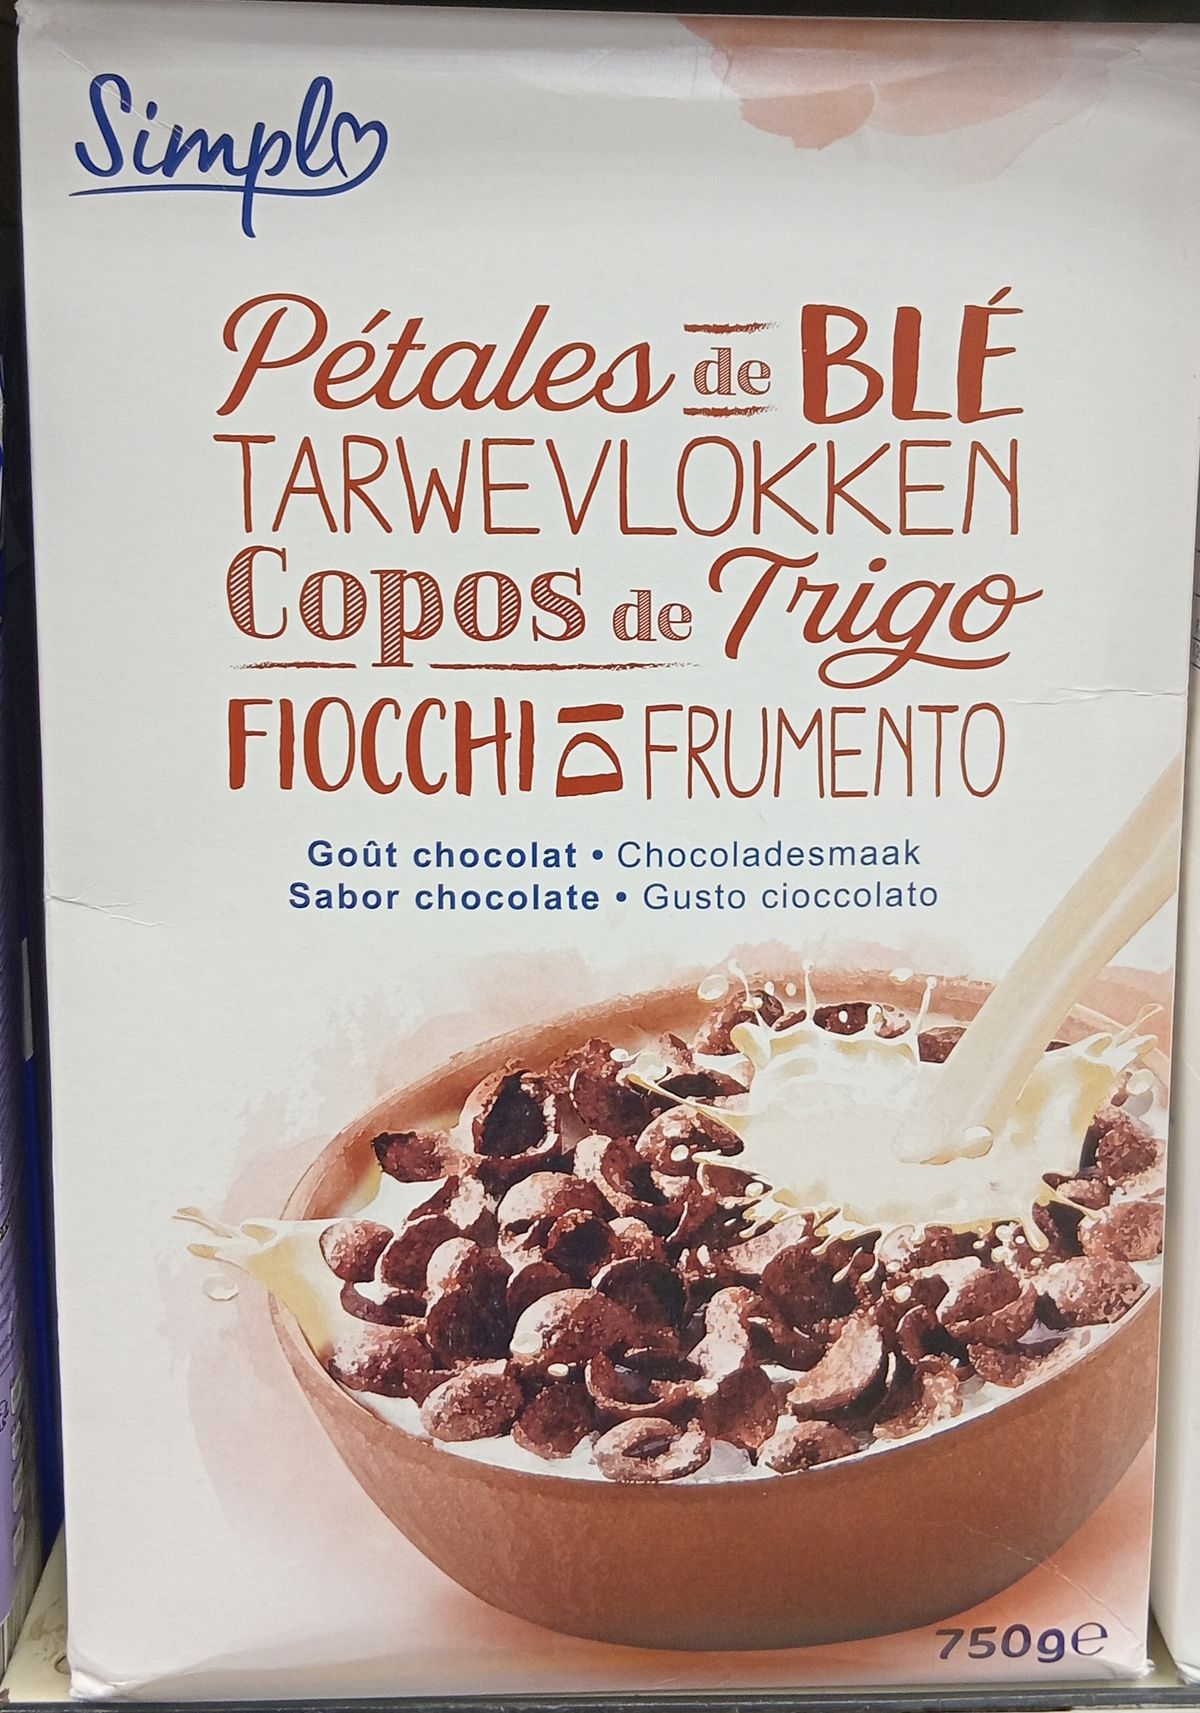 Simpl
Pétales de BLÉ
TARWEVLOKKEN
Copos de Trigo
FIOCCHI DI FRUMENTO
Goût chocolat • Chocoladesmaak
Sabor chocolate • Gusto cioccolato
750g℮